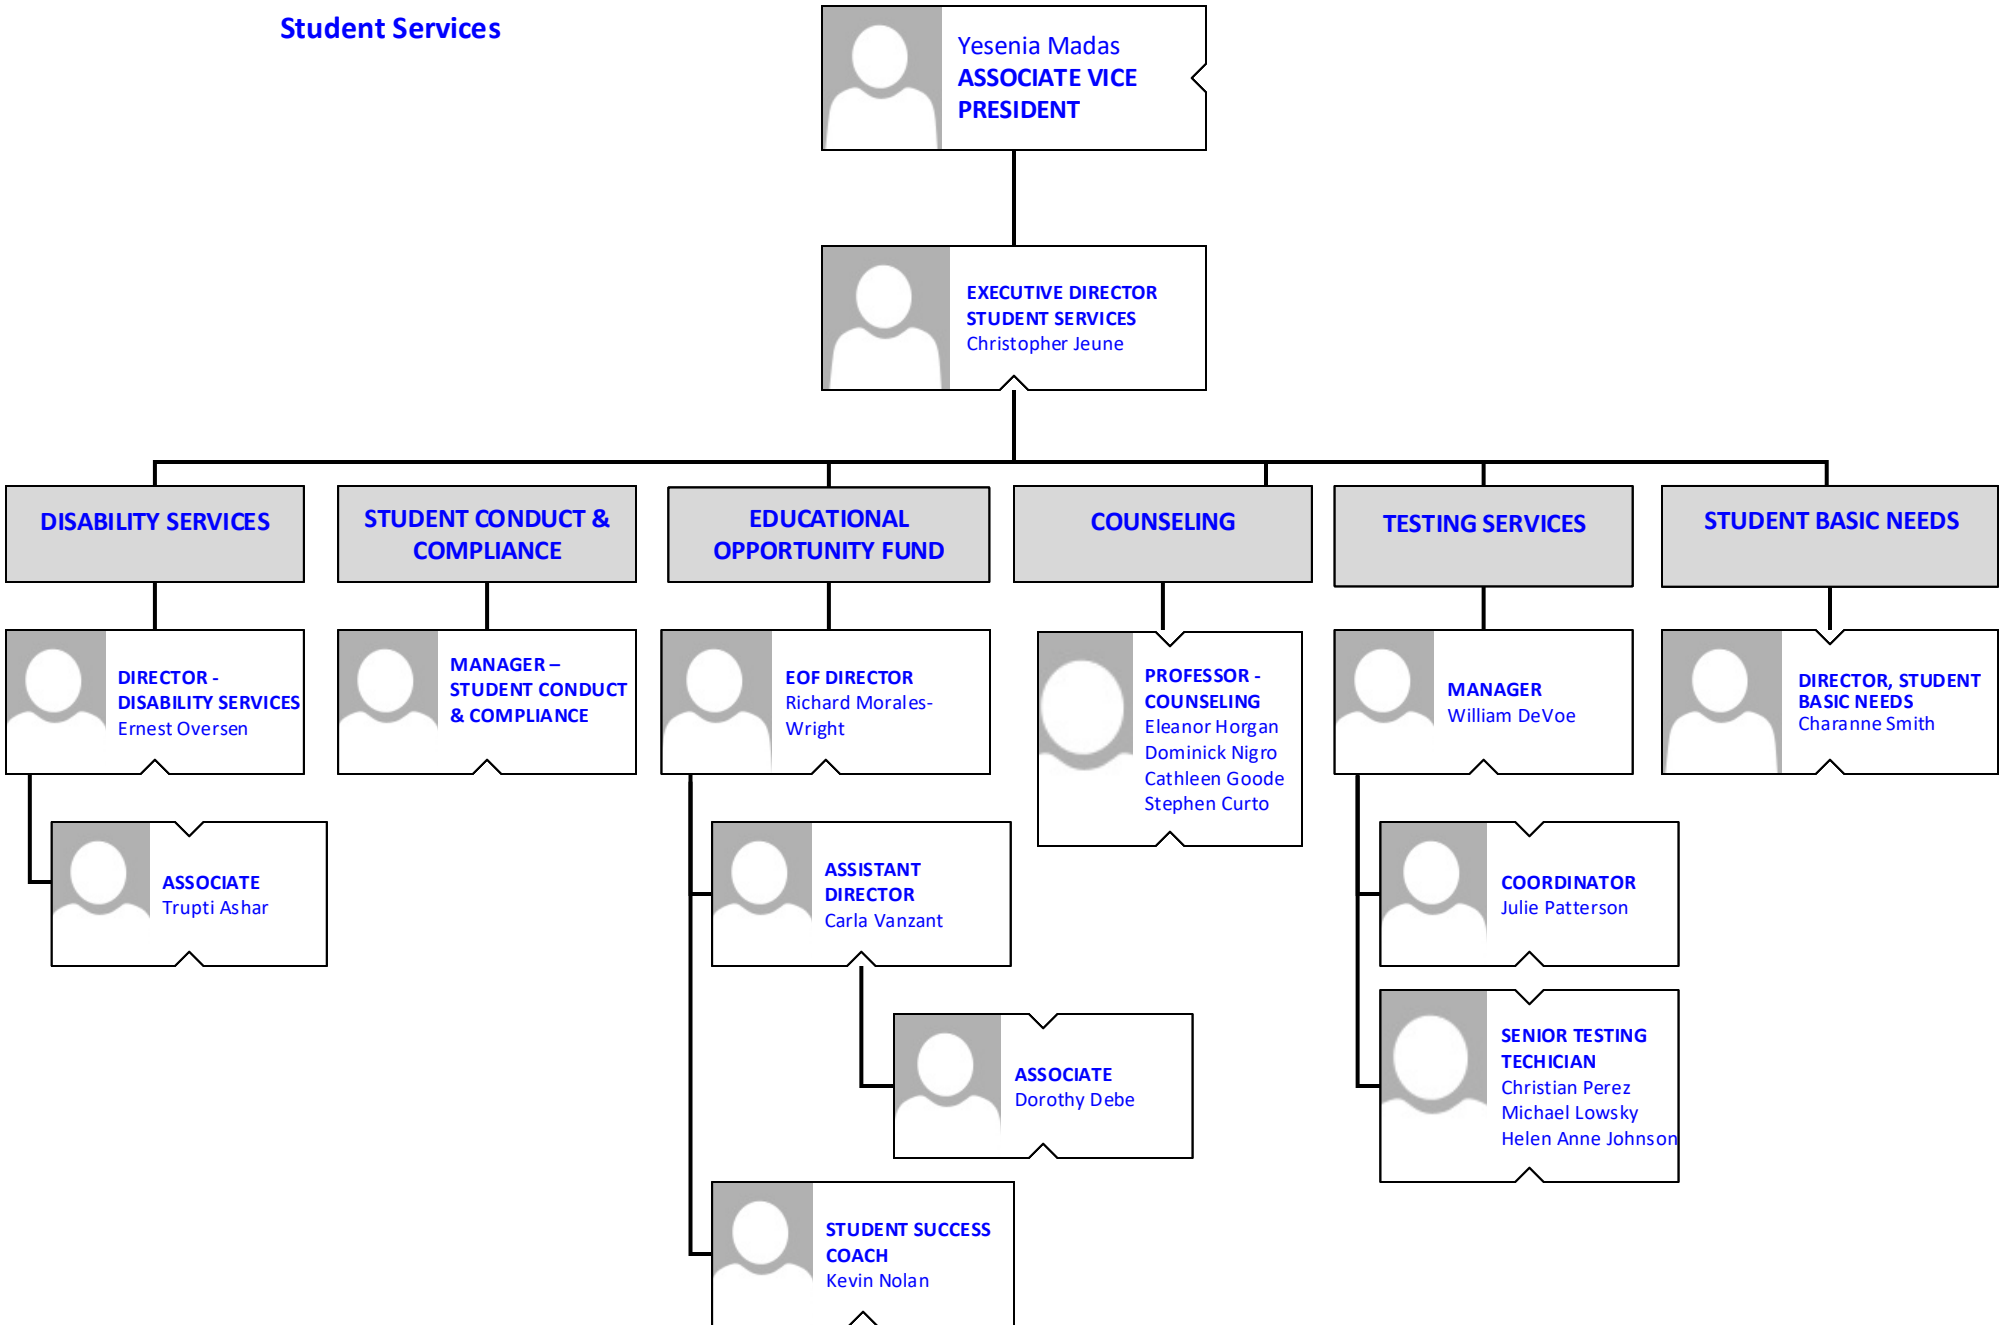 Student Services
Yesenia Madas
ASSOCIATE VICE
PRESIDENT
EXECUTIVE DIRECTOR
STUDENT SERVICES
Christopher Jeune
DISABILITY SERVICES
STUDENT CONDUCT &
COMPLIANCE
EDUCATIONAL
OPPORTUNITY FUND
COUNSELING
TESTING SERVICES
STUDENT BASIC NEEDS
DIRECTOR -
DISABILITY SERVICES
Ernest Oversen
MANAGER –
STUDENT CONDUCT
& COMPLIANCE
EOF DIRECTOR
Richard Morales-
Wright
PROFESSOR -
COUNSELING
Eleanor Horgan
Dominick Nigro
Cathleen Goode
Stephen Curto
MANAGER
William DeVoe
DIRECTOR, STUDENT
BASIC NEEDS
Charanne Smith
ASSOCIATE
Trupti Ashar
ASSISTANT
DIRECTOR
Carla Vanzant
COORDINATOR
Julie Patterson
ASSOCIATE
Dorothy Debe
SENIOR TESTING
TECHICIAN
Christian Perez
Michael Lowsky
Helen Anne Johnson
STUDENT SUCCESS
COACH
Kevin Nolan